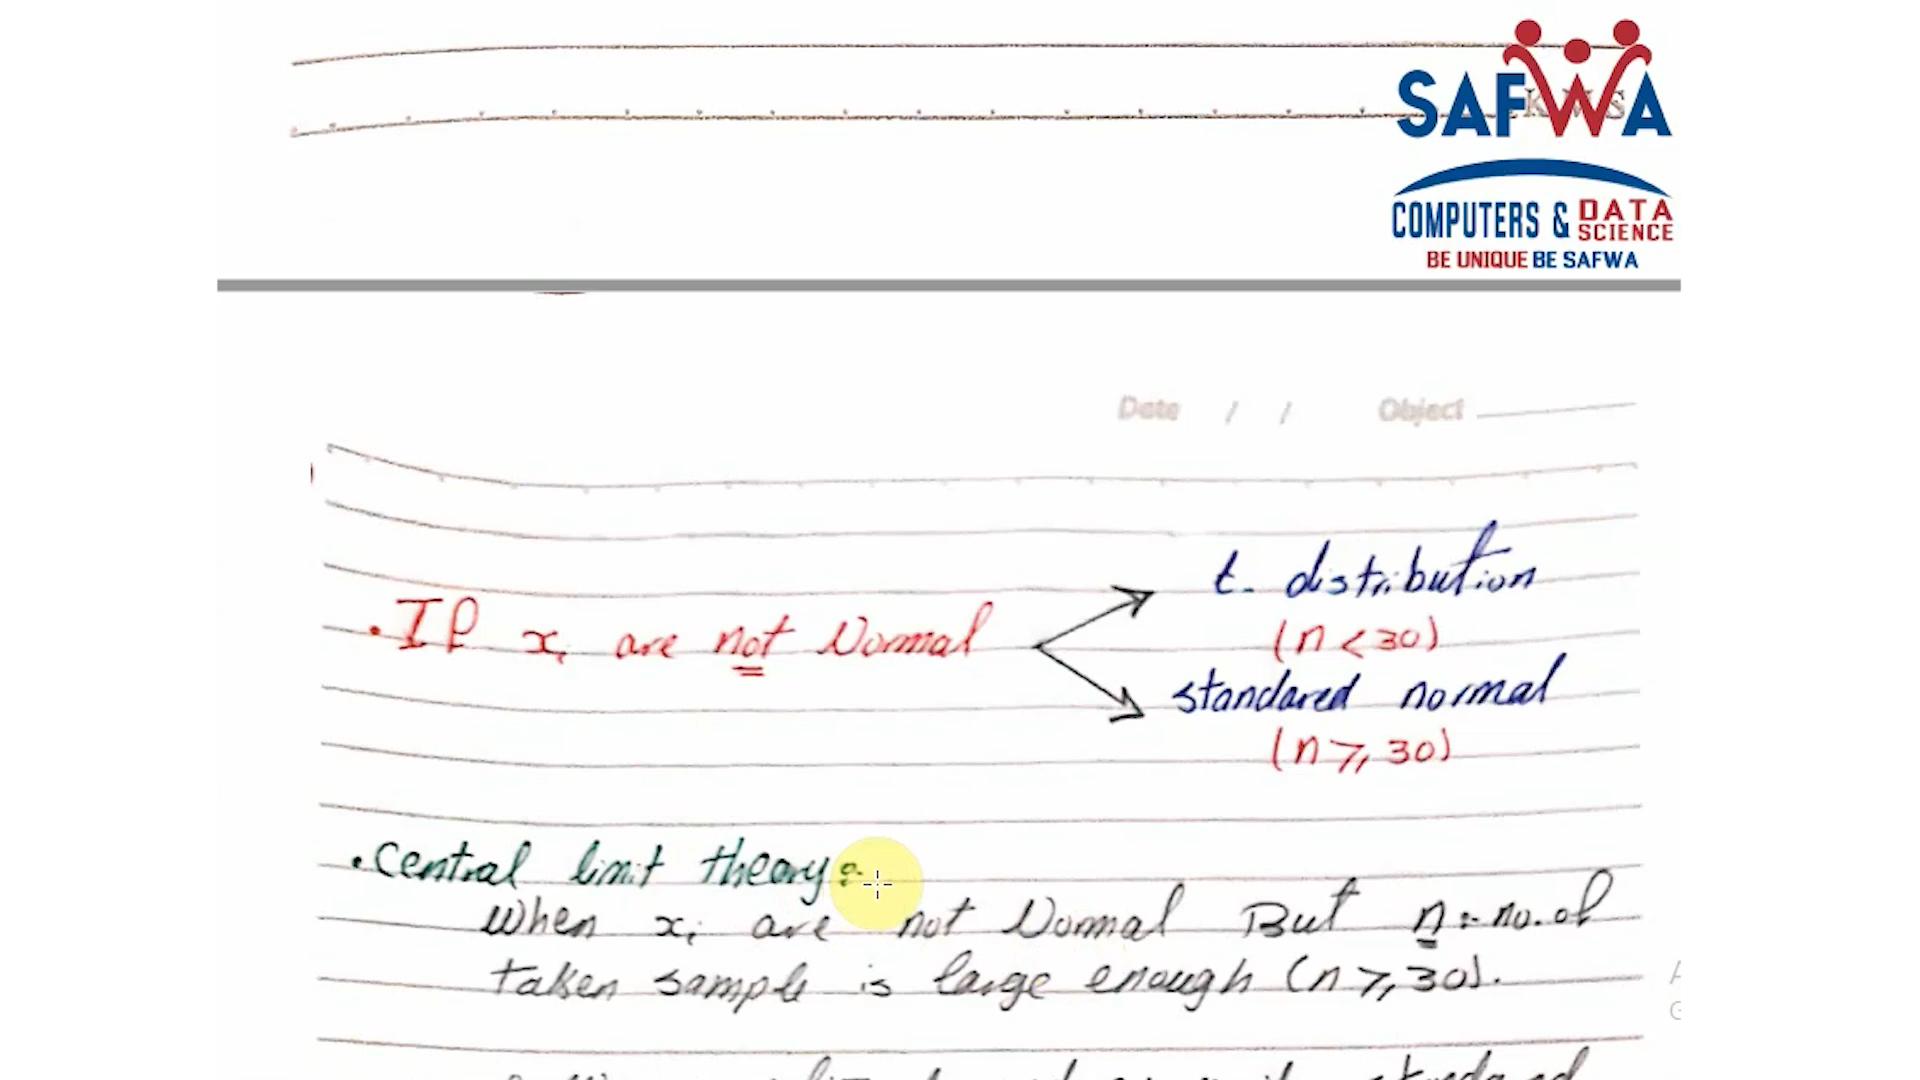 SAFWA
COMPUTERS & DATA SCIENCE
BE UNIQUE BE SAFWA
Date / / Object
• If xi are not Normal
t- distribution
(n < 30)
standared normal
(n ≥ 30)
• Central limit theory:-
When xi are not Normal But n :- no. of
taken sample is large enough (n ≥ 30).